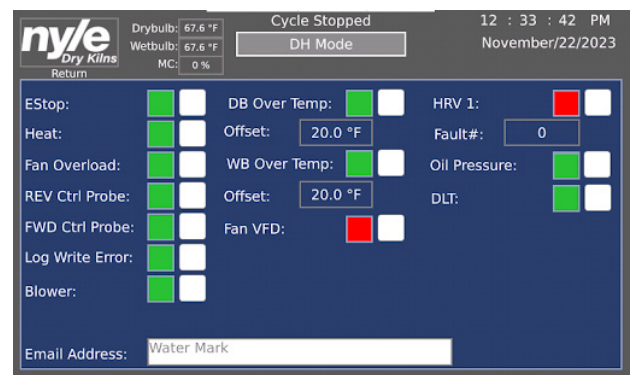 nyle
Dry Kilns
Return
Drybulb: 67.6 °F
Wetbulb: 67.6 °F
MC: 0 %
Cycle Stopped
DH Mode
12 : 33 : 42 PM
November/22/2023
EStop:
Heat:
Fan Overload:
REV Ctrl Probe:
FWD Ctrl Probe:
Log Write Error:
Blower:
DB Over Temp:
Offset: 20.0 °F
WB Over Temp:
Offset: 20.0 °F
Fan VFD:
HRV 1:
Fault#: 0
Oil Pressure:
DLT:
Email Address: Water Mark